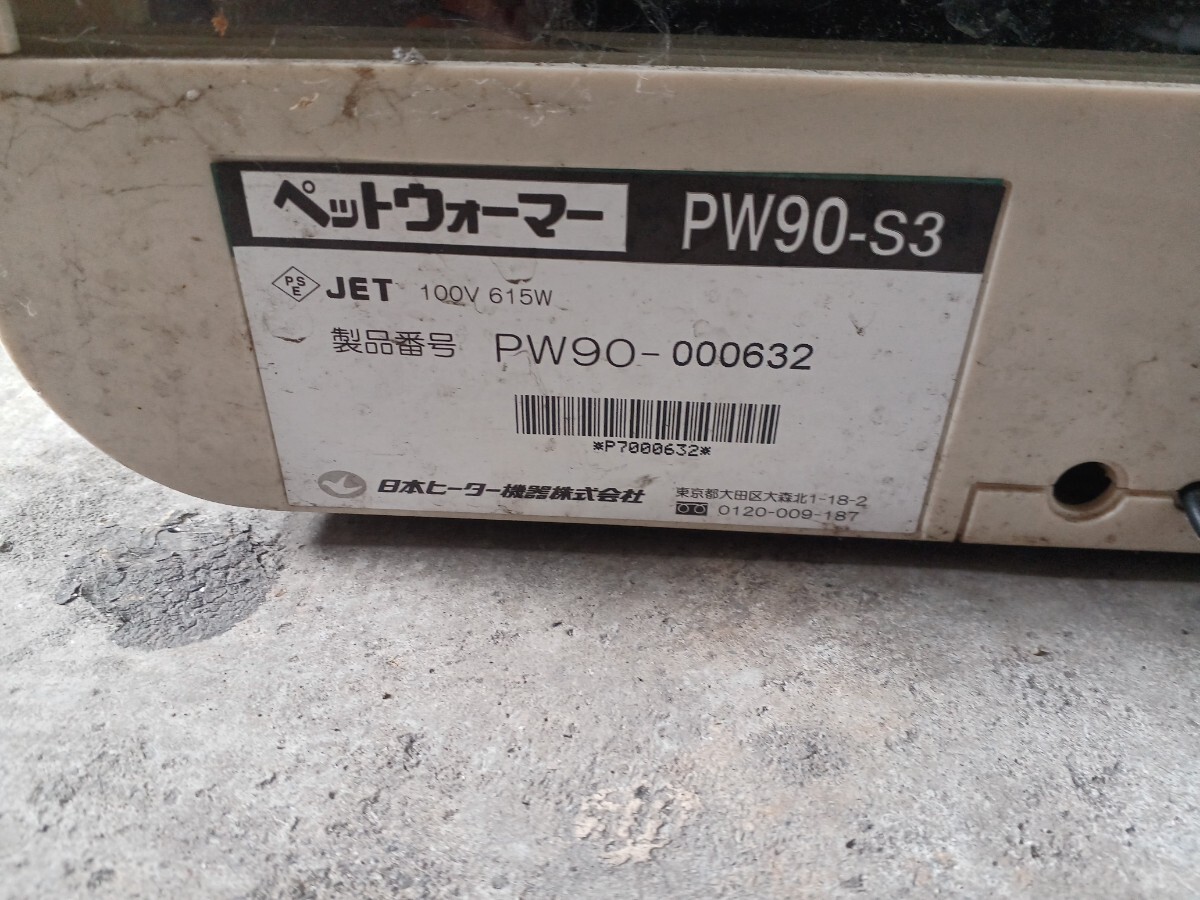 ペットウォーマー PW90-S3
PSE JET 100V 615W
製品番号 PW90-000632
*P7000632*
日本ヒーター機器株式会社 東京都大田区大森北1-18-2
0120-009-187